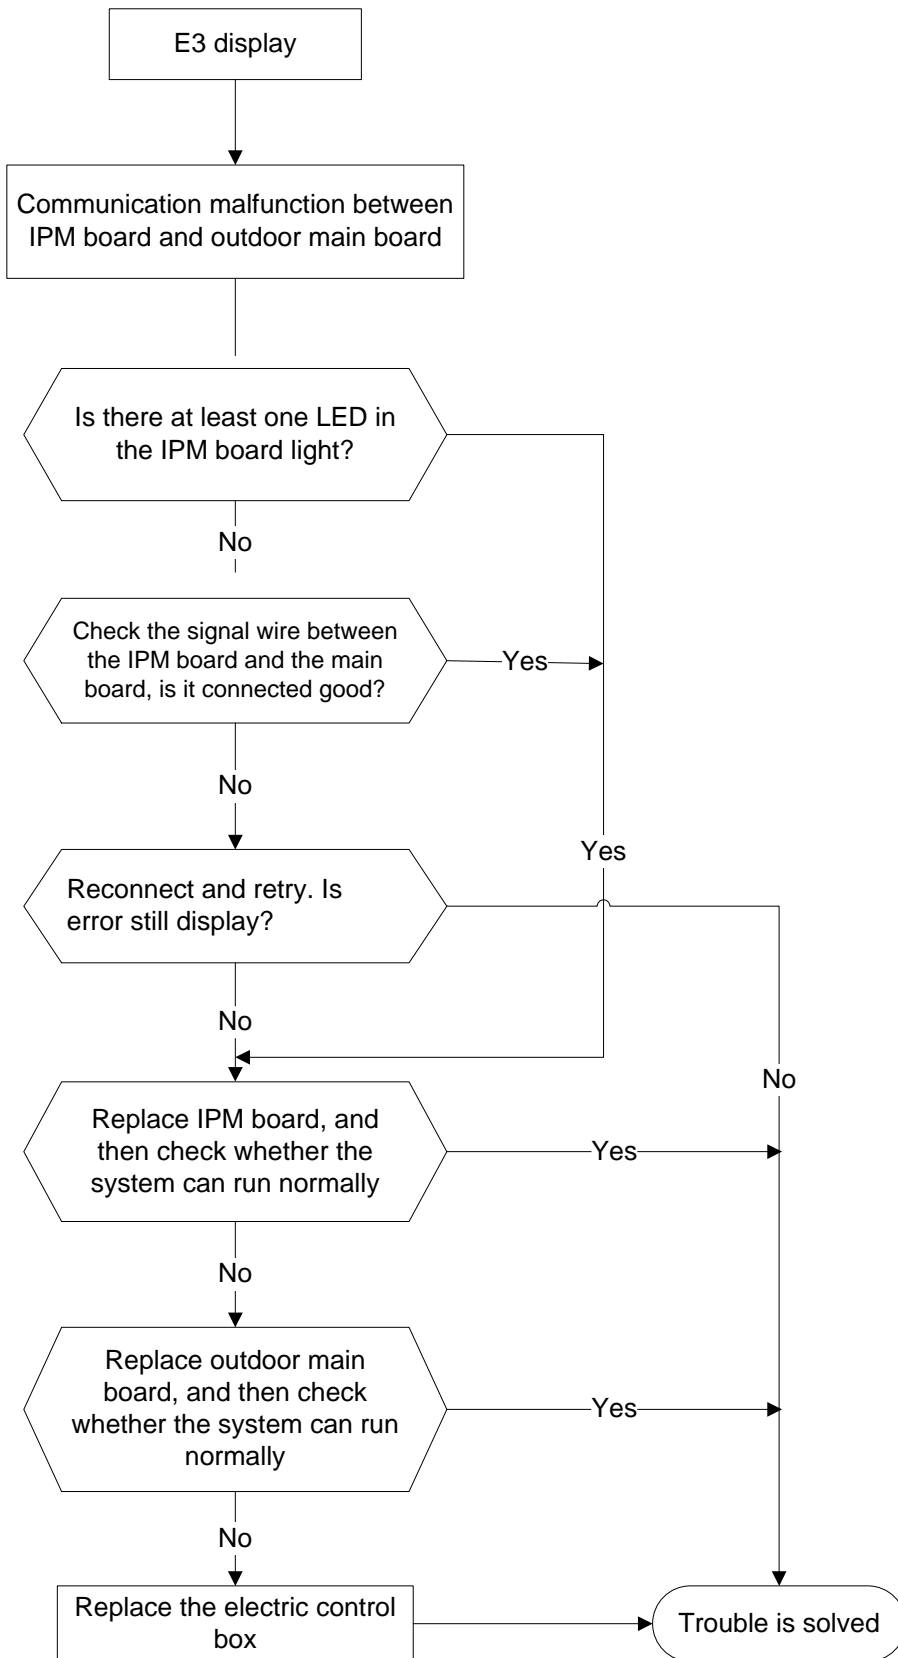 E3 display
Communication malfunction between
IPM board and outdoor main board
Is there at least one LED in
the IPM board light?
No
Check the signal wire between
the IPM board and the main
board, is it connected good?
Yes
No
Yes
Reconnect and retry. Is
error still display?
No
No
Replace IPM board, and
then check whether the
system can run normally
Yes
No
Replace outdoor main
board, and then check
whether the system can run
normally
Yes
No
Replace the electric control
box
Trouble is solved